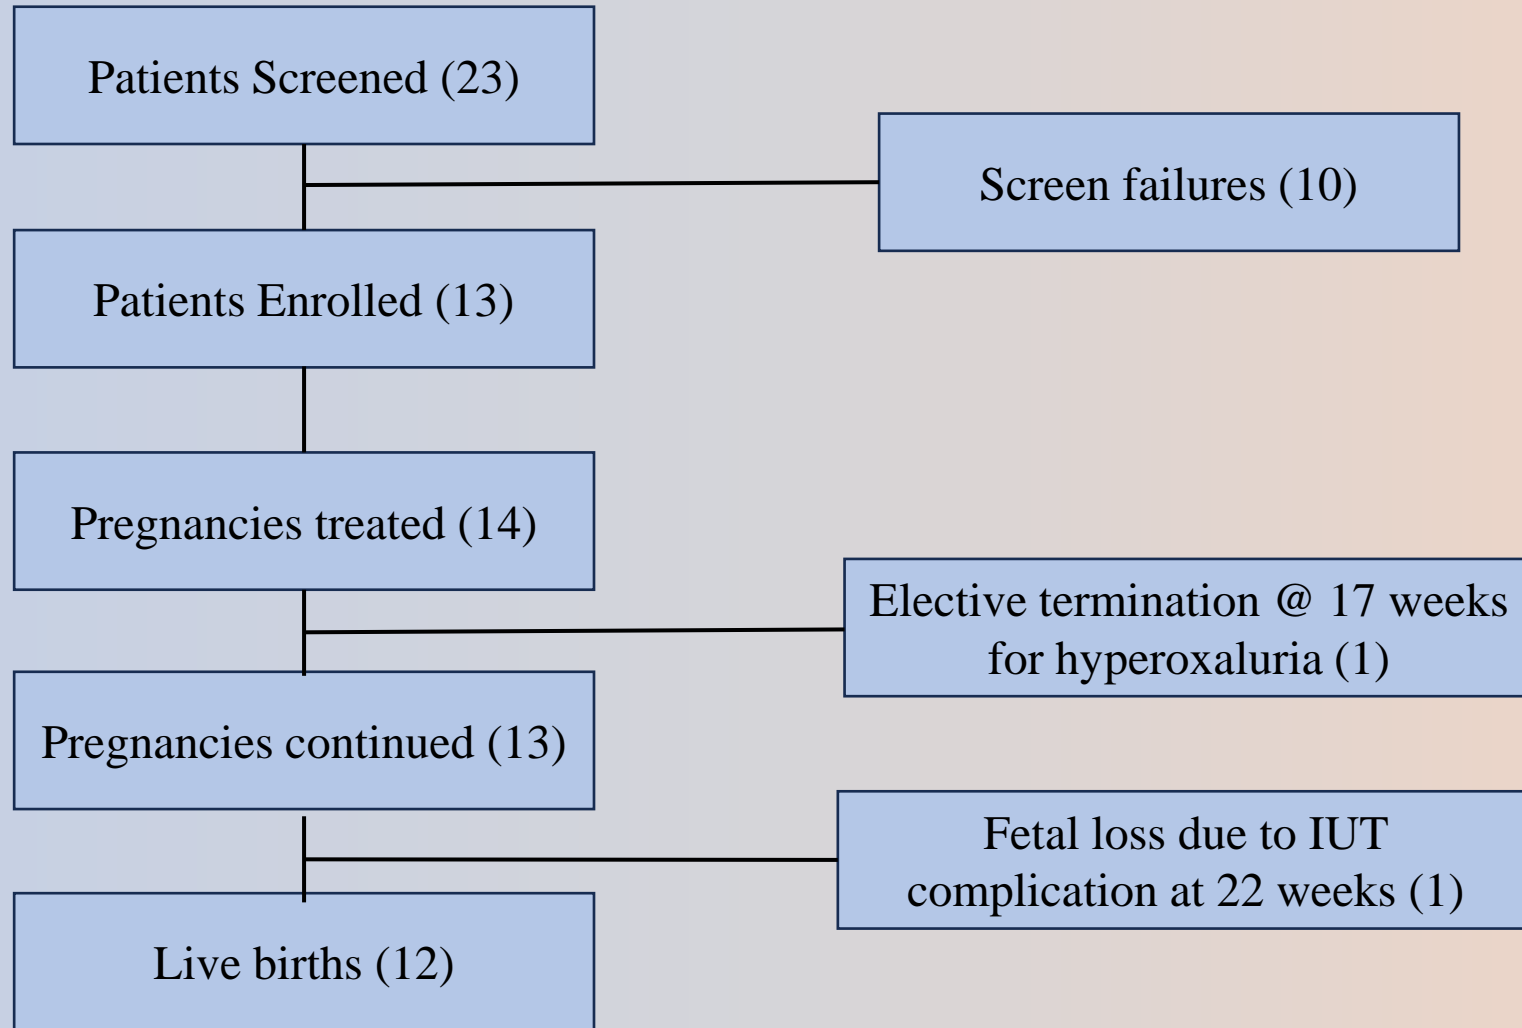 Patients Screened (23)
Screen failures (10)
Patients Enrolled (13)
Pregnancies treated (14)
Elective termination @ 17 weeks
for hyperoxaluria (1)
Pregnancies continued (13)
Fetal loss due to IUT
complication at 22 weeks (1)
Live births (12)